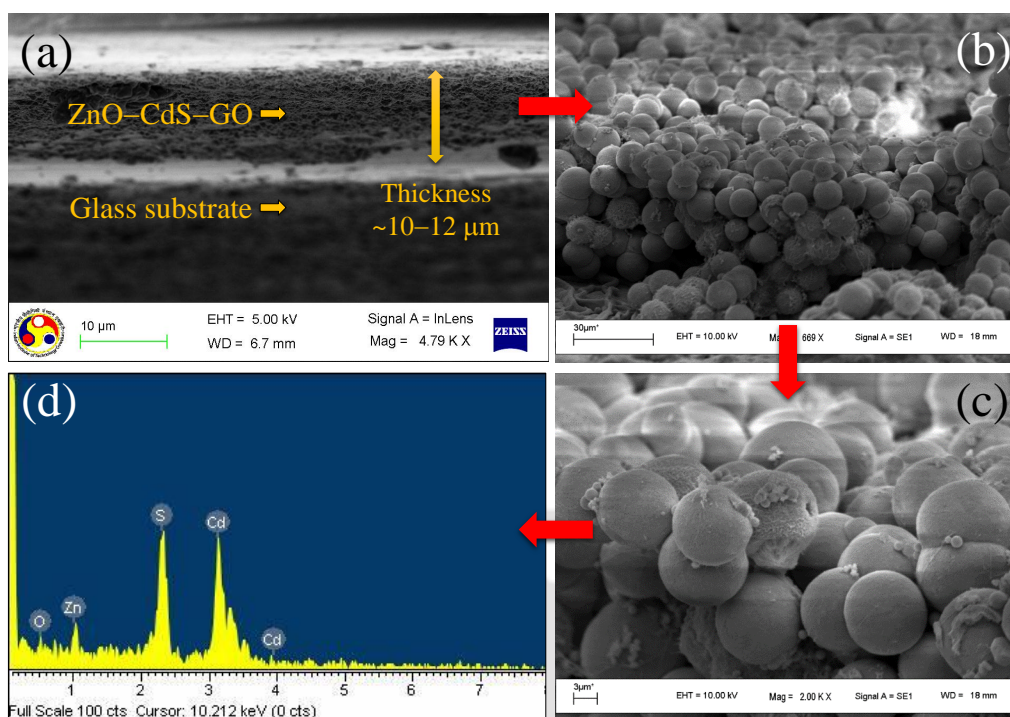 (a)
ZnO–CdS–GO
Glass substrate
Thickness
~10–12 µm
10 µm
EHT = 5.00 kV
WD = 6.7 mm
Signal A = InLens
Mag = 4.79 K X
ZEISS
(b)
30µm*
EHT = 10.00 kV
669 X
Signal A = SE1
WD = 18 mm
(d)
O
Zn
S
Cd
Cd
1 2 3 4 5 6 7
Full Scale 100 cts Cursor: 10.212 keV (0 cts)
(c)
3µm*
EHT = 10.00 kV
Mag = 2.00 K X
Signal A = SE1
WD = 18 mm